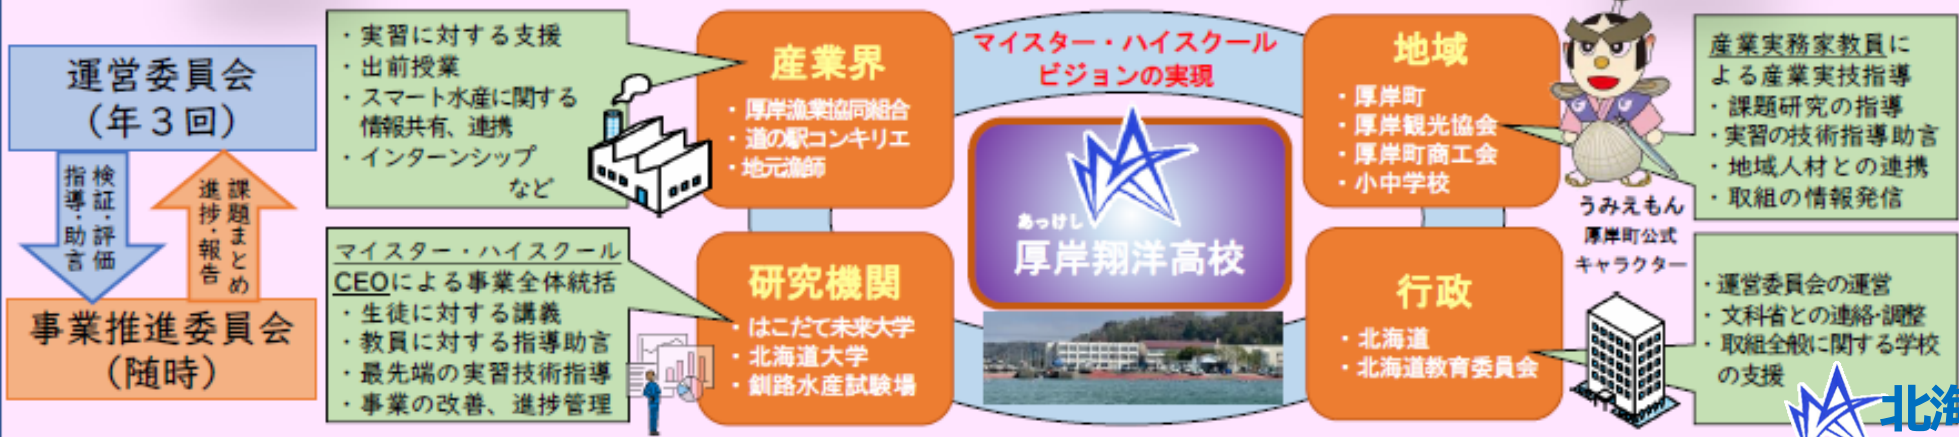 運営委員会
（年３回）
指導・助言
検証・評価
進捗・報告
課題まとめ
事業推進委員会
（随時）
・実習に対する支援
・出前授業
・スマート水産に関する
情報共有、連携
・インターンシップ
など
マイスター・ハイスクール
CEOによる事業全体統括
・生徒に対する講義
・教員に対する指導助言
・最先端の実習技術指導
・事業の改善、進捗管理
産業界
・厚岸漁業協同組合
・道の駅コンキリエ
・地元漁師
研究機関
・はこだて未来大学
・北海道大学
・釧路水産試験場
マイスター・ハイスクール
ビジョンの実現
あっけし
厚岸翔洋高校
地域
・厚岸町
・厚岸観光協会
・厚岸町商工会
・小中学校
行政
・北海道
・北海道教育委員会
うみえもん
厚岸町公式
キャラクター
産業実務家教員に
よる産業実技指導
・課題研究の指導
・実習の技術指導助言
・地域人材との連携
・取組の情報発信
・運営委員会の運営
・文科省との連絡・調整
・取組全般に関する学校
の支援
北海